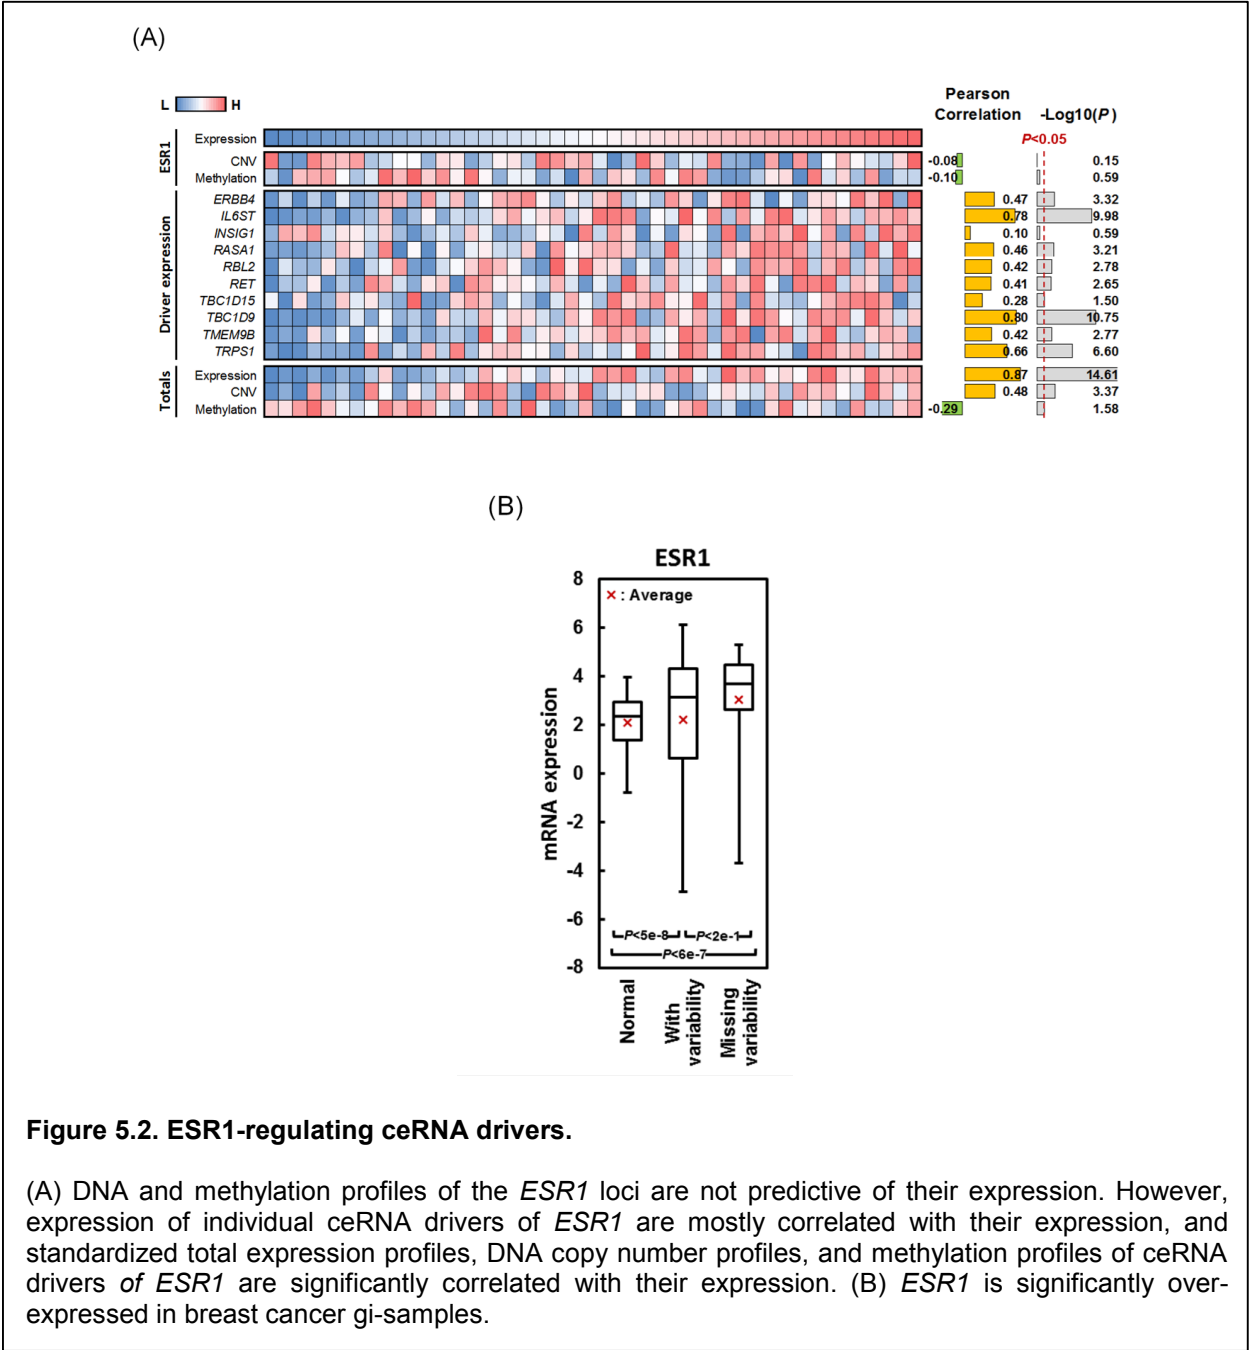 (A)
L H
Pearson
Correlation -Log10(P)
P<0.05
ESR1
Expression
CNV -0.08 0.15
Methylation -0.10 0.59
Driver expression
ERBB4 0.47 3.32
IL6ST 0.78 9.98
INSIG1 0.10 0.59
RASA1 0.46 3.21
RBL2 0.42 2.78
RET 0.41 2.65
TBC1D15 0.28 1.50
TBC1D9 0.80 10.75
TMEM9B 0.42 2.77
TRPS1 0.66 6.60
Totals
Expression 0.87 14.61
CNV 0.48 3.37
Methylation -0.29 1.58
(B)
ESR1
× : Average
mRNA expression
8
6
4
2
0
-2
-4
-6
-8
P<5e-8 P<2e-1
P<6e-7
Normal
With
variability
Missing
variability
Figure 5.2. ESR1-regulating ceRNA drivers.
(A) DNA and methylation profiles of the ESR1 loci are not predictive of their expression. However,
expression of individual ceRNA drivers of ESR1 are mostly correlated with their expression, and
standardized total expression profiles, DNA copy number profiles, and methylation profiles of ceRNA
drivers of ESR1 are significantly correlated with their expression. (B) ESR1 is significantly over-
expressed in breast cancer gi-samples.